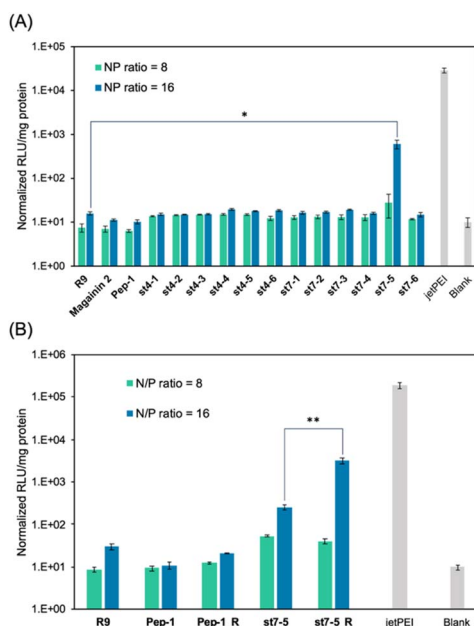 (A)
1.E+05
1.E+04
1.E+03
1.E+02
1.E+01
1.E+00
Normalized RLU/mg protein
NP ratio = 8
NP ratio = 16
*
R9
Magainin 2
Pep-1
st4-1
st4-2
st4-3
st4-4
st4-5
st4-6
st7-1
st7-2
st7-3
st7-4
st7-5
st7-6
jetPEI
Blank
(B)
1.E+06
1.E+05
1.E+04
1.E+03
1.E+02
1.E+01
1.E+00
Normalized RLU/mg protein
N/P ratio = 8
N/P ratio = 16
**
R9
Pep-1
Pep-1_R
st7-5
st7-5_R
jetPEI
Blank